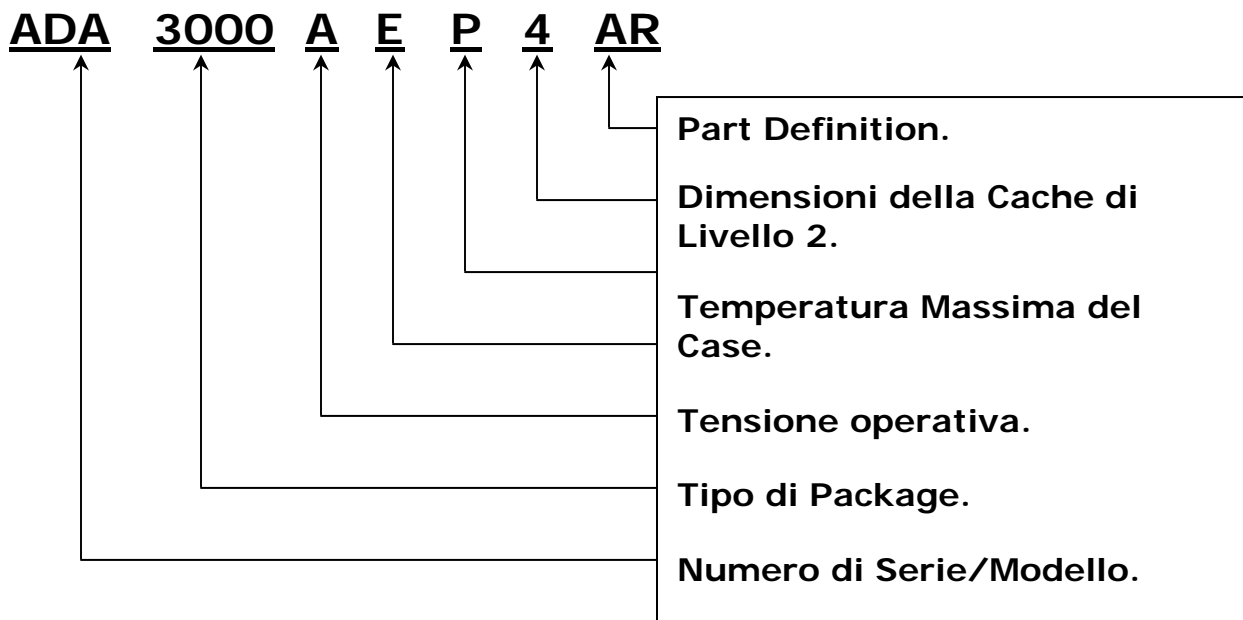 ADA 3000 A E P 4 AR
Part Definition.
Dimensioni della Cache di
Livello 2.
Temperatura Massima del
Case.
Tensione operativa.
Tipo di Package.
Numero di Serie/Modello.